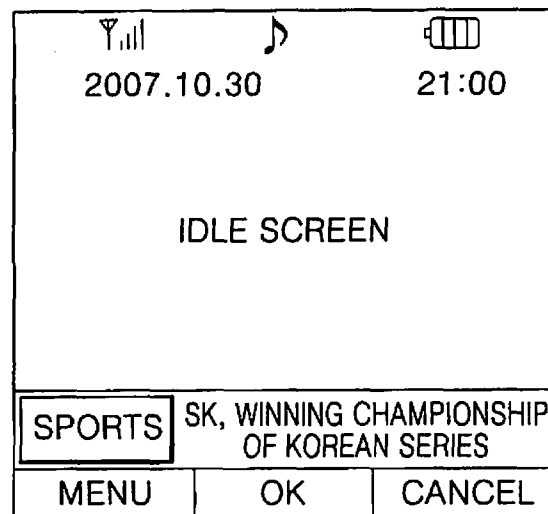 2007.10.30 21:00
IDLE SCREEN
SPORTS SK, WINNING CHAMPIONSHIP
OF KOREAN SERIES
MENU OK CANCEL